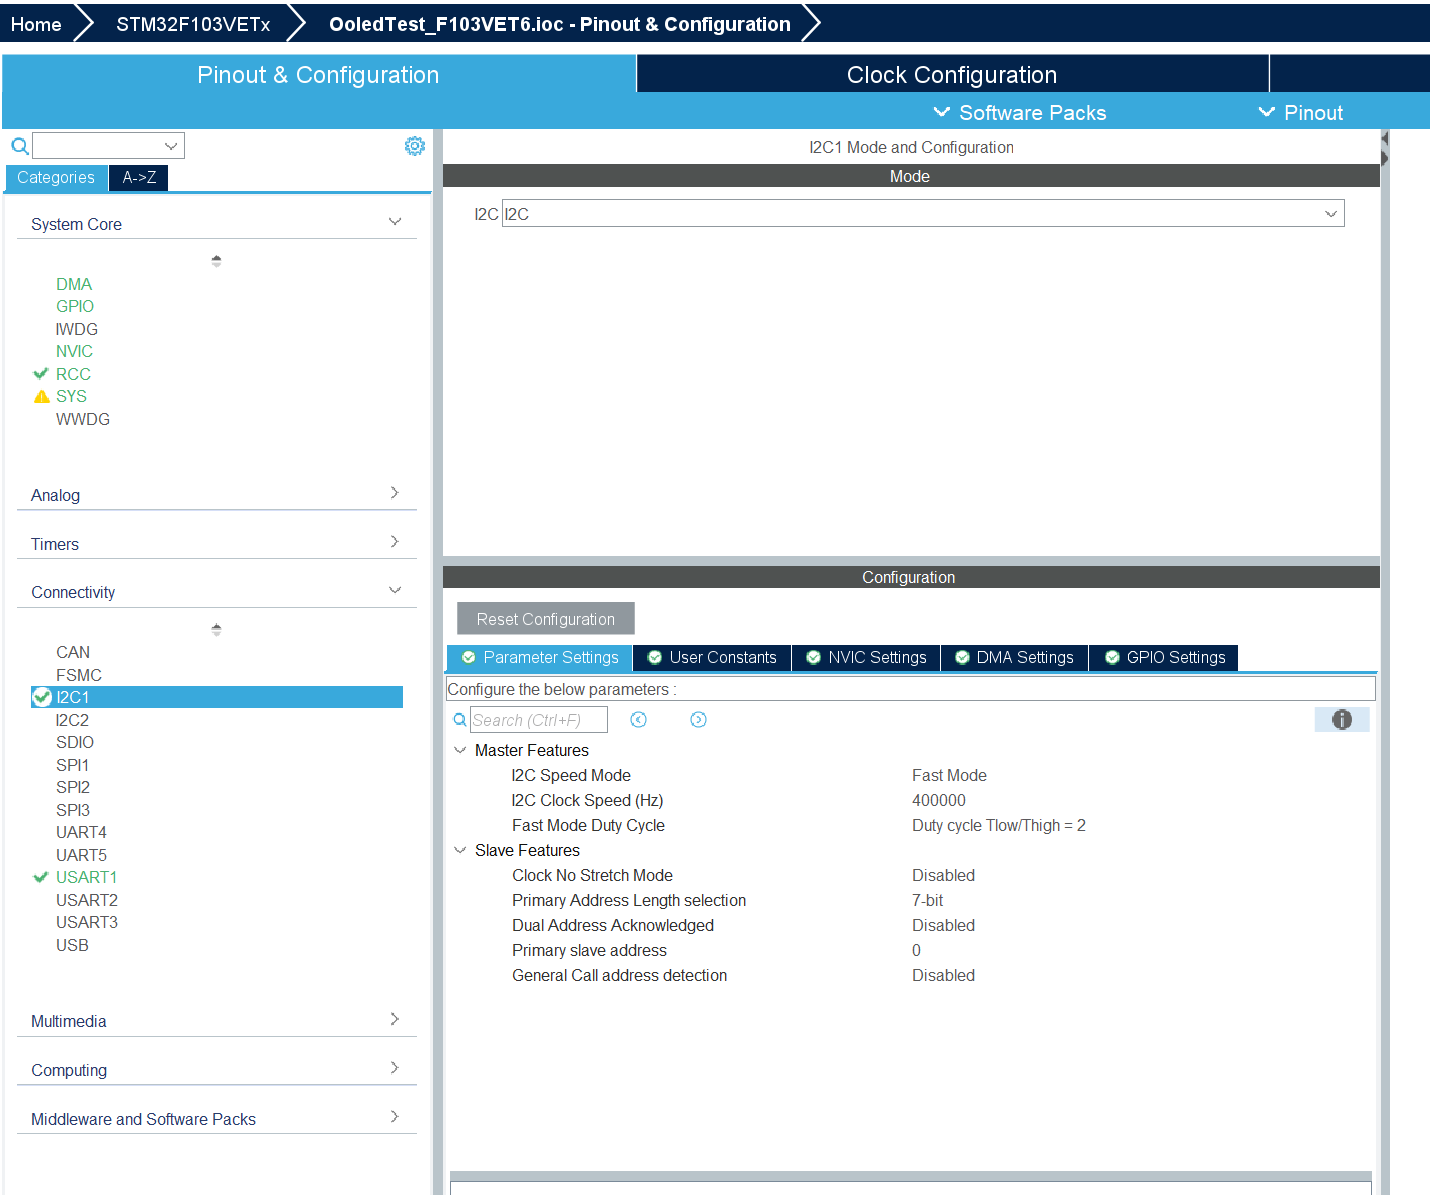 Home
STM32F103VETx
OoledTest_F103VET6.ioc - Pinout & Configuration
Pinout & Configuration
Clock Configuration
Software Packs
Pinout
Categories
A->Z
System Core
DMA
GPIO
IWDG
NVIC
RCC
SYS
WWDG
Analog
Timers
Connectivity
CAN
FSMC
I2C1
I2C2
SDIO
SPI1
SPI2
SPI3
UART4
UART5
USART1
USART2
USART3
USB
Multimedia
Computing
Middleware and Software Packs
I2C1 Mode and Configuration
Mode
I2C I2C
Configuration
Reset Configuration
Parameter Settings
User Constants
NVIC Settings
DMA Settings
GPIO Settings
Configure the below parameters :
Search (Ctrl+F)
Master Features
I2C Speed Mode Fast Mode
I2C Clock Speed (Hz) 400000
Fast Mode Duty Cycle Duty cycle Tlow/Thigh = 2
Slave Features
Clock No Stretch Mode Disabled
Primary Address Length selection 7-bit
Dual Address Acknowledged Disabled
Primary slave address 0
General Call address detection Disabled